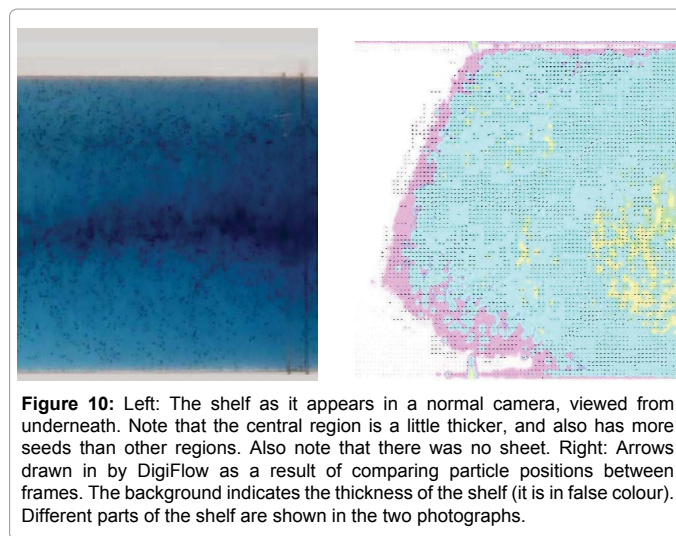 Figure 10: Left: The shelf as it appears in a normal camera, viewed from
underneath. Note that the central region is a little thicker, and also has more
seeds than other regions. Also note that there was no sheet. Right: Arrows
drawn in by DigiFlow as a result of comparing particle positions between
frames. The background indicates the thickness of the shelf (it is in false colour).
Different parts of the shelf are shown in the two photographs.